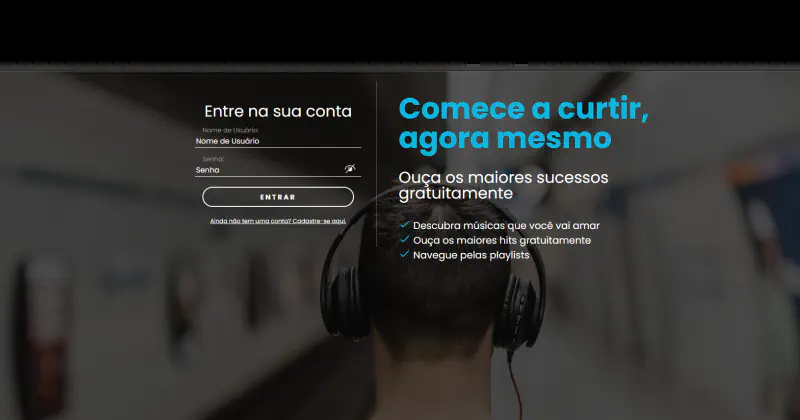 Entre na sua conta
Nome de Usuário:
Nome de Usuário
Senha:
Senha
ENTRAR
Ainda não tem uma conta? Cadastre-se aqui.
Comece a curtir,
agora mesmo
Ouça os maiores sucessos
gratuitamente
Descubra músicas que você vai amar
Ouça os maiores hits gratuitamente
Navegue pelas playlists